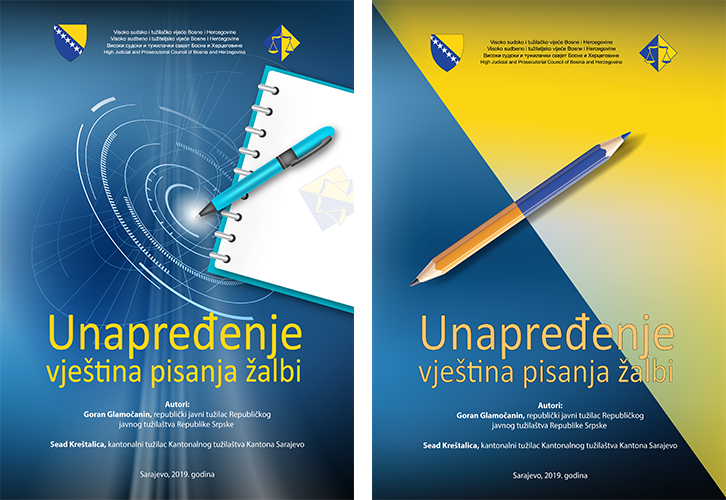 Visoko sudsko i tužilačko vijeće Bosne i Hercegovine
Visoko sudbeno i tužiteljsko vijeće Bosne i Hercegovine
Високи судски и тужилачки савјет Босне и Херцеговине
High Judicial and Prosecutorial Council of Bosnia and Herzegovina
Unapređenje
vještina pisanja žalbi
Autori:
Goran Glamočanin, republički javni tužilac Republičkog
javnog tužilaštva Republike Srpske
Sead Kreštalica, kantonalni tužilac Kantonalnog tužilaštva Kantona Sarajevo
Sarajevo, 2019. godina
Visoko sudsko i tužilačko vijeće Bosne i Hercegovine
Visoko sudbeno i tužiteljsko vijeće Bosne i Hercegovine
Високи судски и тужилачки савјет Босне и Херцеговине
High Judicial and Prosecutorial Council of Bosnia and Herzegovina
Unapređenje
vještina pisanja žalbi
Autori:
Goran Glamočanin, republički javni tužilac Republičkog
javnog tužilaštva Republike Srpske
Sead Kreštalica, kantonalni tužilac Kantonalnog tužilaštva Kantona Sarajevo
Sarajevo, 2019. godina